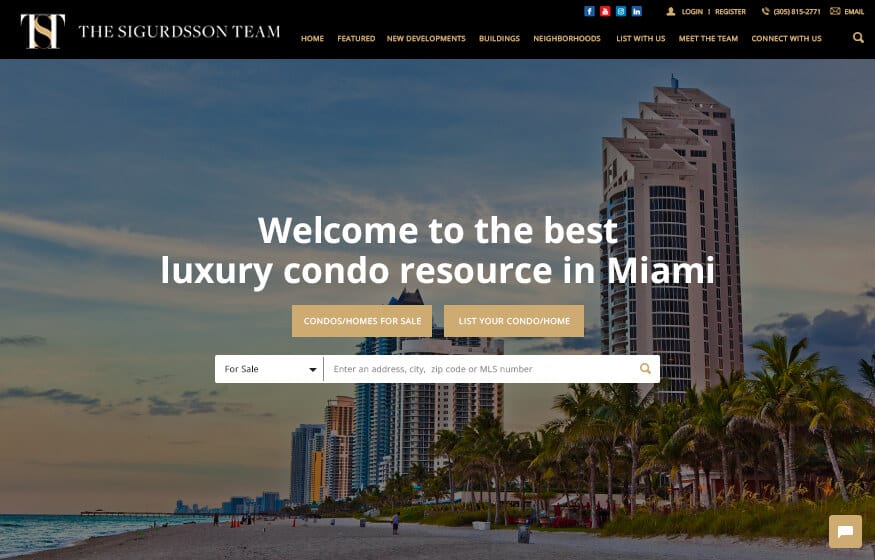 LOGIN | REGISTER (305) 815-2771 EMAIL
TST THE SIGURDSSON TEAM
HOME FEATURED NEW DEVELOPMENTS BUILDINGS NEIGHBORHOODS LIST WITH US MEET THE TEAM CONNECT WITH US
Welcome to the best
luxury condo resource in Miami
CONDOS/HOMES FOR SALE LIST YOUR CONDO/HOME
For Sale Enter an address, city, zip code or MLS number